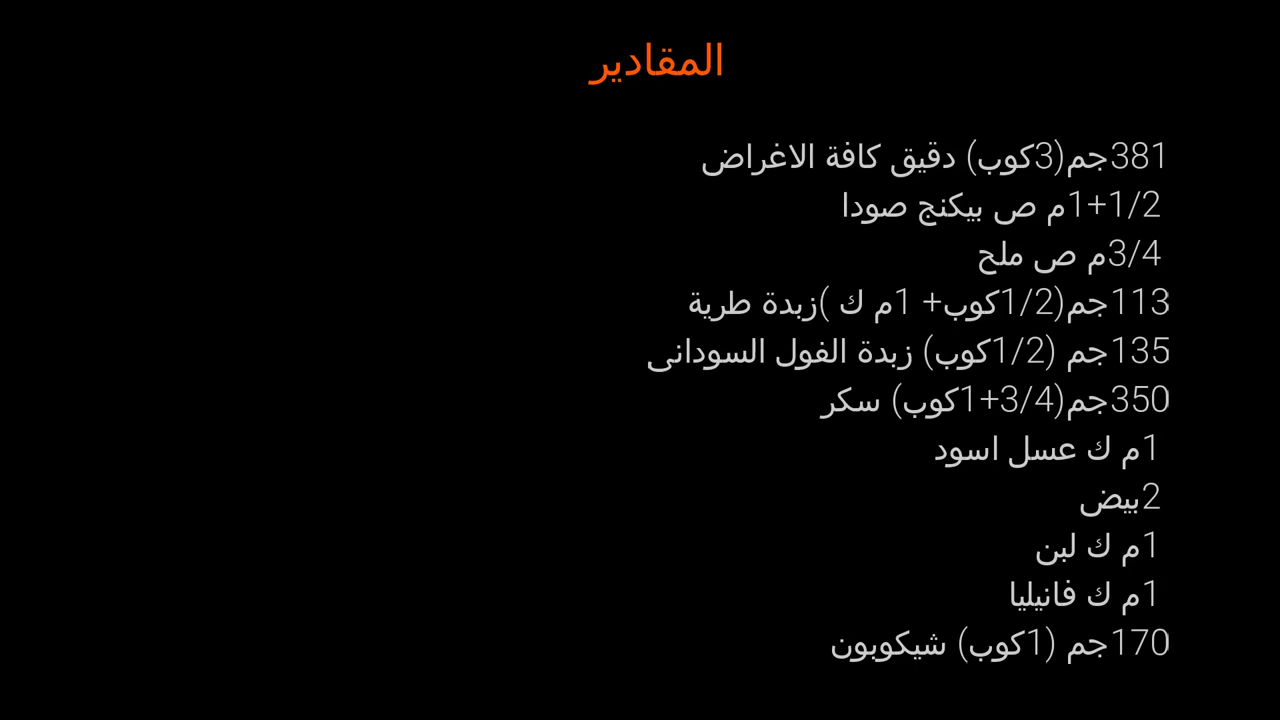 المقادير
381جم(3كوب) دقيق كافة الاغراض
1+1/2م ص بيكنج صودا
3/4م ص ملح
113جم(1/2كوب+ 1م ك )زبدة طرية
135جم (1/2كوب) زبدة الفول السودانى
350جم(3/4+1كوب) سكر
1م ك عسل اسود
2بيض
1م ك لبن
1م ك فانيليا
170جم (1كوب) شيكوبون